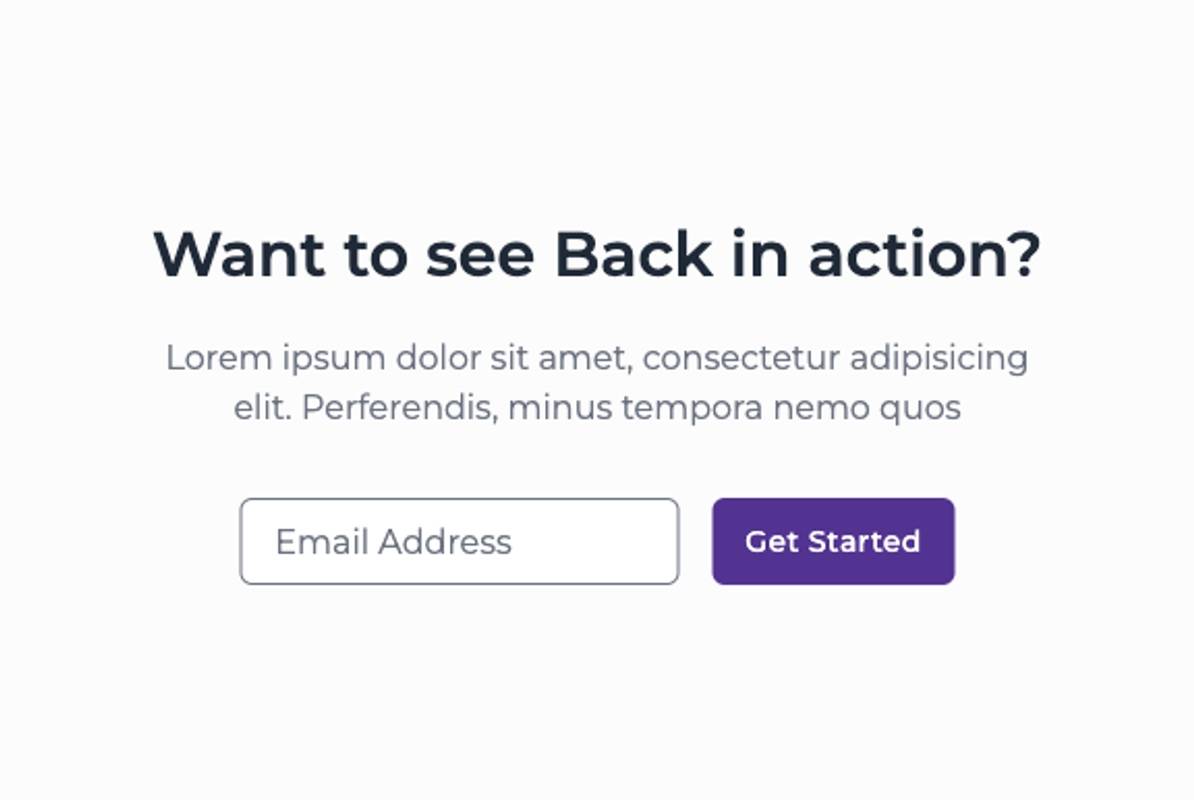 Want to see Back in action?
Lorem ipsum dolor sit amet, consectetur adipisicing
elit. Perferendis, minus tempora nemo quos
Email Address
Get Started